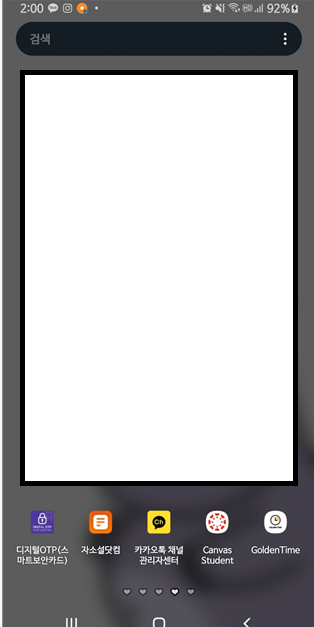 2:00 92%
검색
디지털OTP(스
마트보안카드)
자소설닷컴
카카오톡 채널
관리자센터
Canvas
Student
GoldenTime
Ch